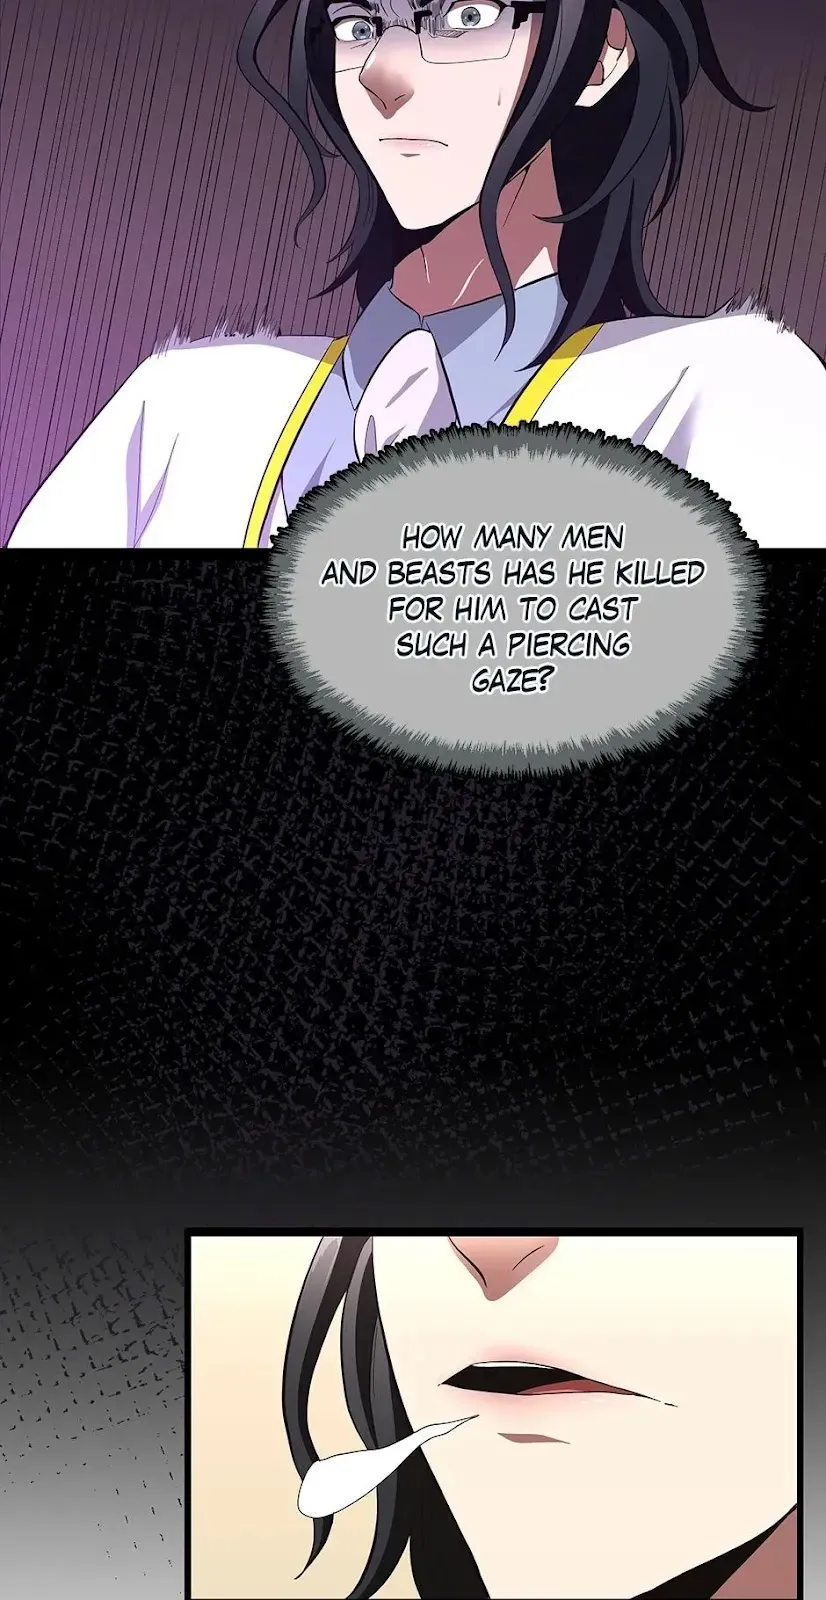 HOW MANY MEN
AND BEASTS HAS HE KILLED
FOR HIM TO CAST
SUCH A PIERCING
GAZE?